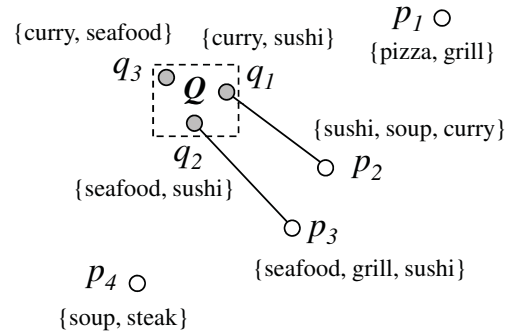 p1
{curry, seafood}
{curry, sushi}
{pizza, grill}
q3
Q
q1
{sushi, soup, curry}
q2
p2
{seafood, sushi}
p3
{seafood, grill, sushi}
p4
{soup, steak}